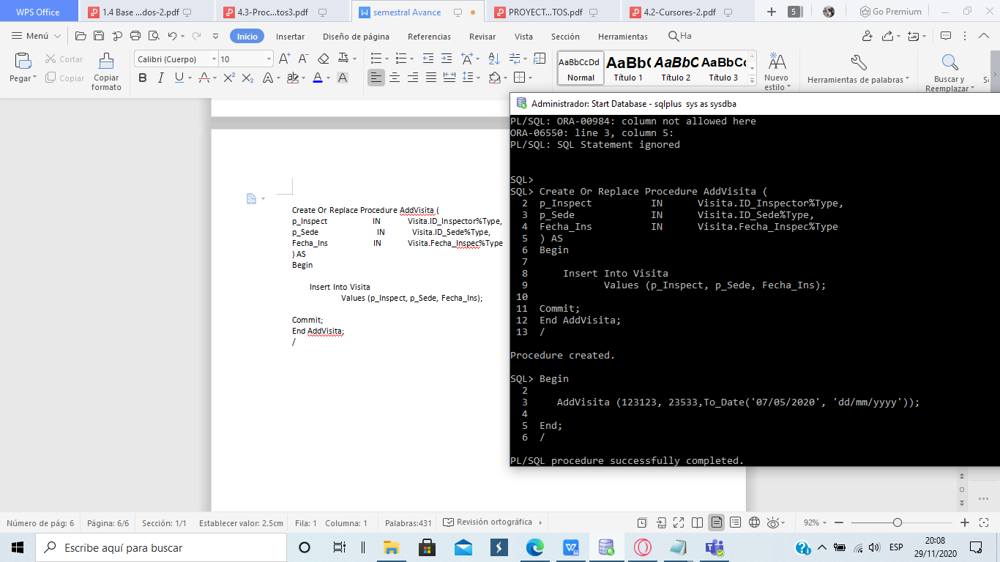 WPS Office
1.4 Base ...dos-2.pdf
4.3-Proc...tos3.pdf
semestral Avance
PROYECT...TOS.pdf
4.2-Cursores-2.pdf
5
Go Premium
Menú
Inicio
Insertar
Diseño de página
Referencias
Revisar
Vista
Sección
Herramientas
Ha
Pegar
Cortar
Copiar
Copiar formato
Calibri (Cuerpo)
10
AaBbCcDd
Normal
AaBb(
Título 1
AaBbC
Título 2
AaBbC(
Título 3
Nuevo estilo
Herramientas de palabras
Buscar y Reemplazar
Create Or Replace Procedure AddVisita (
p_Inspect IN Visita.ID_Inspector%Type,
p_Sede IN Visita.ID_Sede%Type,
Fecha_Ins IN Visita.Fecha_Inspec%Type
) AS
Begin
Insert Into Visita
Values (p_Inspect, p_Sede, Fecha_Ins);
Commit;
End AddVisita;
/
Administrador: Start Database - sqlplus sys as sysdba
PL/SQL: ORA-00984: column not allowed here
ORA-06550: line 3, column 5:
PL/SQL: SQL Statement ignored
SQL>
SQL> Create Or Replace Procedure AddVisita (
2 p_Inspect IN Visita.ID_Inspector%Type,
3 p_Sede IN Visita.ID_Sede%Type,
4 Fecha_Ins IN Visita.Fecha_Inspec%Type
5 ) AS
6 Begin
7
8 Insert Into Visita
9 Values (p_Inspect, p_Sede, Fecha_Ins);
10
11 Commit;
12 End AddVisita;
13 /
Procedure created.
SQL> Begin
2
3 AddVisita (123123, 23533,To_Date('07/05/2020', 'dd/mm/yyyy'));
4
5 End;
6 /
PL/SQL procedure successfully completed.
Número de pág: 6
Página: 6/6
Sección: 1/1
Establecer valor: 2.5cm
Fila: 1
Columna: 1
Palabras:431
Revisión ortográfica
92%
Escribe aquí para buscar
ESP
20:08
29/11/2020